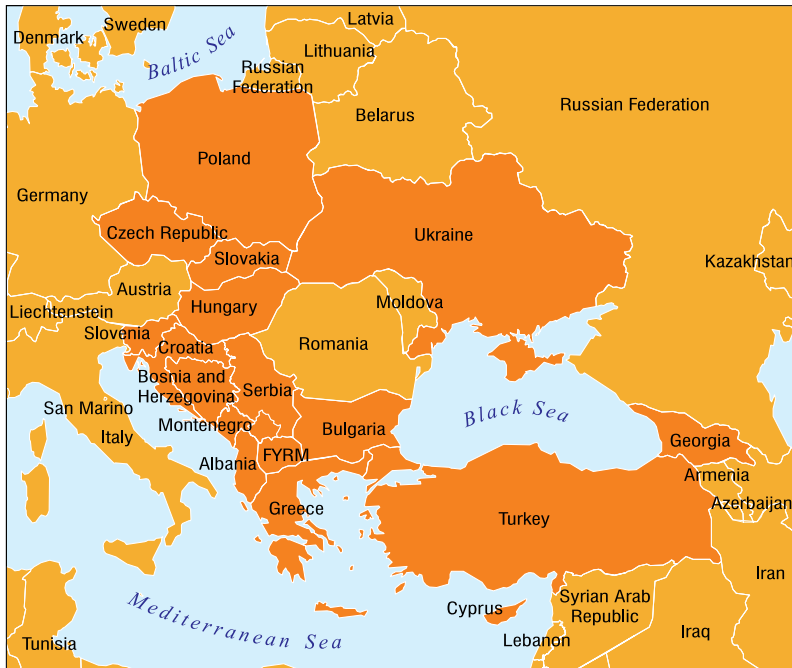 Sweden
Latvia
Denmark
Baltic Sea
Lithuania
Russian
Federation
Belarus
Russian Federation
Poland
Germany
Czech Republic
Ukraine
Slovakia
Kazakhstan
Austria
Hungary
Moldova
Liechtenstein
Slovenia
Croatia
Romania
Bosnia and
Herzegovina
Serbia
San Marino
Black Sea
Montenegro
Bulgaria
Italy
Georgia
Albania
FYRM
Armenia
Azerbaijan
Greece
Turkey
Iran
Mediterranean Sea
Cyprus
Syrian Arab
Republic
Tunisia
Lebanon
Iraq